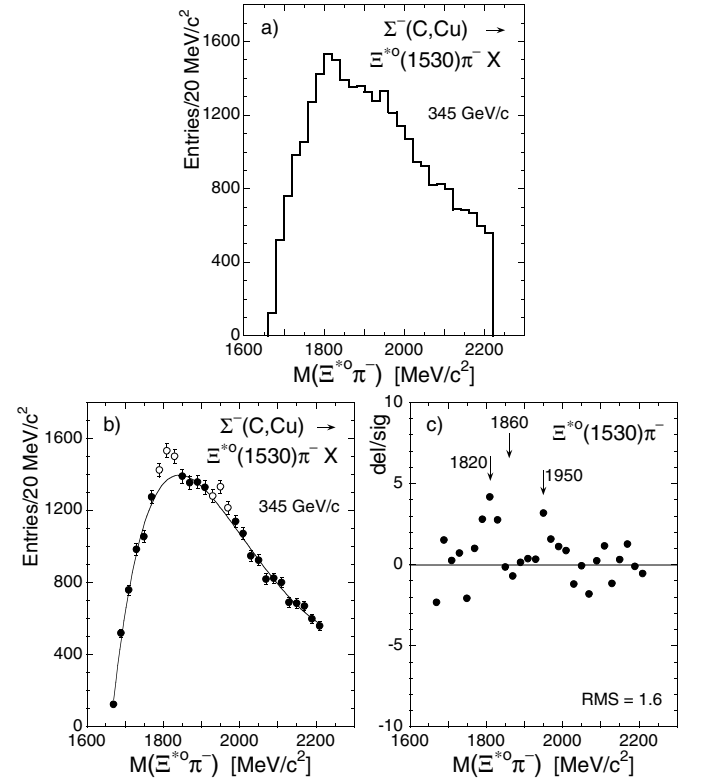 a)
Σ⁻(C,Cu) →
Ξ*⁰(1530)π⁻ X
345 GeV/c
Entries/20 MeV/c²
1600
1200
800
400
0
1600 1800 2000 2200
M(Ξ*⁰π⁻) [MeV/c²]
b)
Σ⁻(C,Cu) →
Ξ*⁰(1530)π⁻ X
345 GeV/c
Entries/20 MeV/c²
1600
1200
800
400
0
1600 1800 2000 2200
M(Ξ*⁰π⁻) [MeV/c²]
c)
1860
Ξ*⁰(1530)π⁻
1820
1950
del/sig
10
5
0
-5
-10
RMS = 1.6
1600 1800 2000 2200
M(Ξ*⁰π⁻) [MeV/c²]